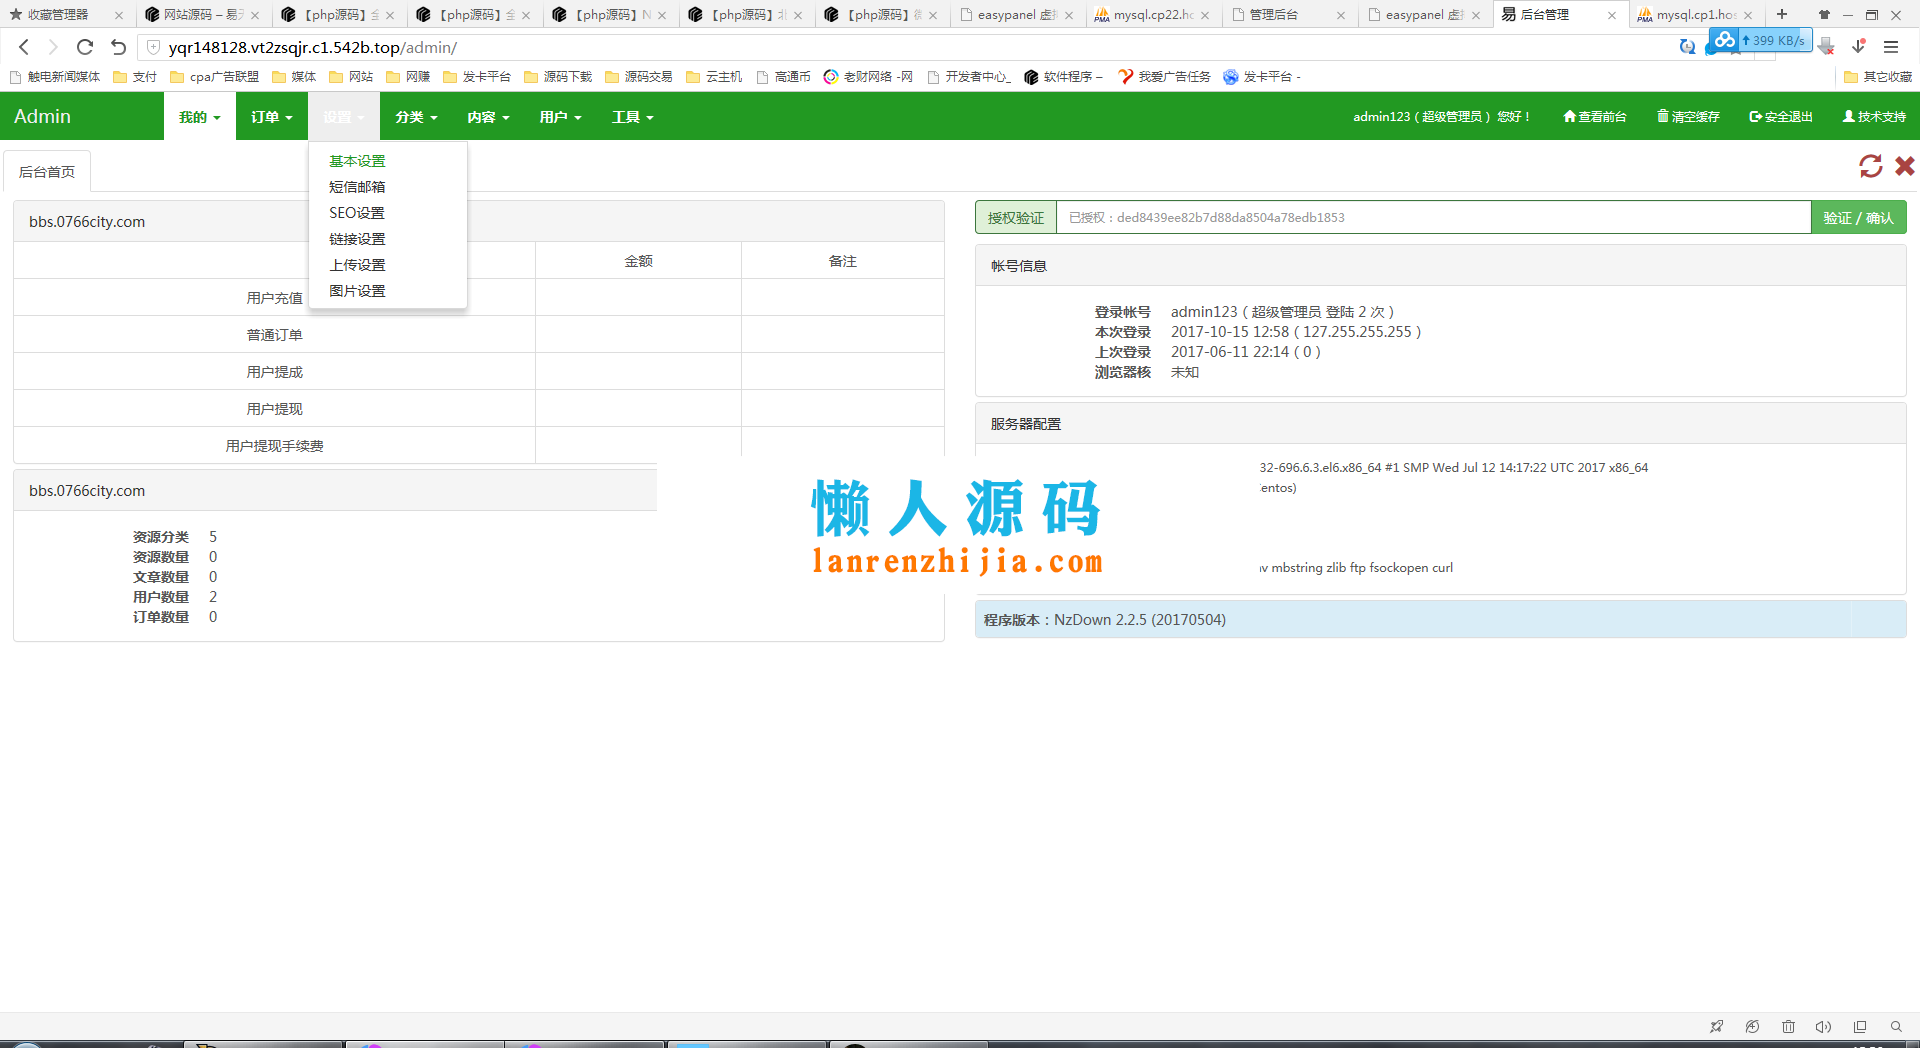 收藏管理器
网站源码 – 易天
【php源码】全
【php源码】全
【php源码】N
【php源码】北
【php源码】
easypanel 虚拟
mysql.cp22.ho
管理后台
easypanel 虚拟
后台管理
mysql.cp1.hos
yqr148128.vt2zsqjr.c1.542b.top/admin/
399 KB/s
触电新闻媒体
支付
cpa广告联盟
媒体
网站
网赚
发卡平台
源码下载
源码交易
云主机
高通币
老财网络 -网
开发者中心_
软件程序 –
我爱广告任务
发卡平台 -
其它收藏
Admin
我的
订单
设置
分类
内容
用户
工具
admin123（超级管理员）您好！
查看前台
清空缓存
安全退出
技术支持
基本设置
短信邮箱
SEO设置
链接设置
上传设置
图片设置
后台首页
bbs.0766city.com
金额
备注
用户充值
普通订单
用户提成
用户提现
用户提现手续费
bbs.0766city.com
资源分类 5
资源数量 0
文章数量 0
用户数量 2
订单数量 0
授权验证
已授权：ded8439ee82b7d88da8504a78edb1853
验证 / 确认
帐号信息
登录帐号 admin123（超级管理员 登陆 2 次）
本次登录 2017-10-15 12:58（127.255.255.255）
上次登录 2017-06-11 22:14（0）
浏览器核 未知
服务器配置
32-696.6.3.el6.x86_64 #1 SMP Wed Jul 12 14:17:22 UTC 2017 x86_64
entos)
mbstring zlib ftp fsockopen curl
程序版本：NzDown 2.2.5 (20170504)
懒人源码
lanrenzhijia.com